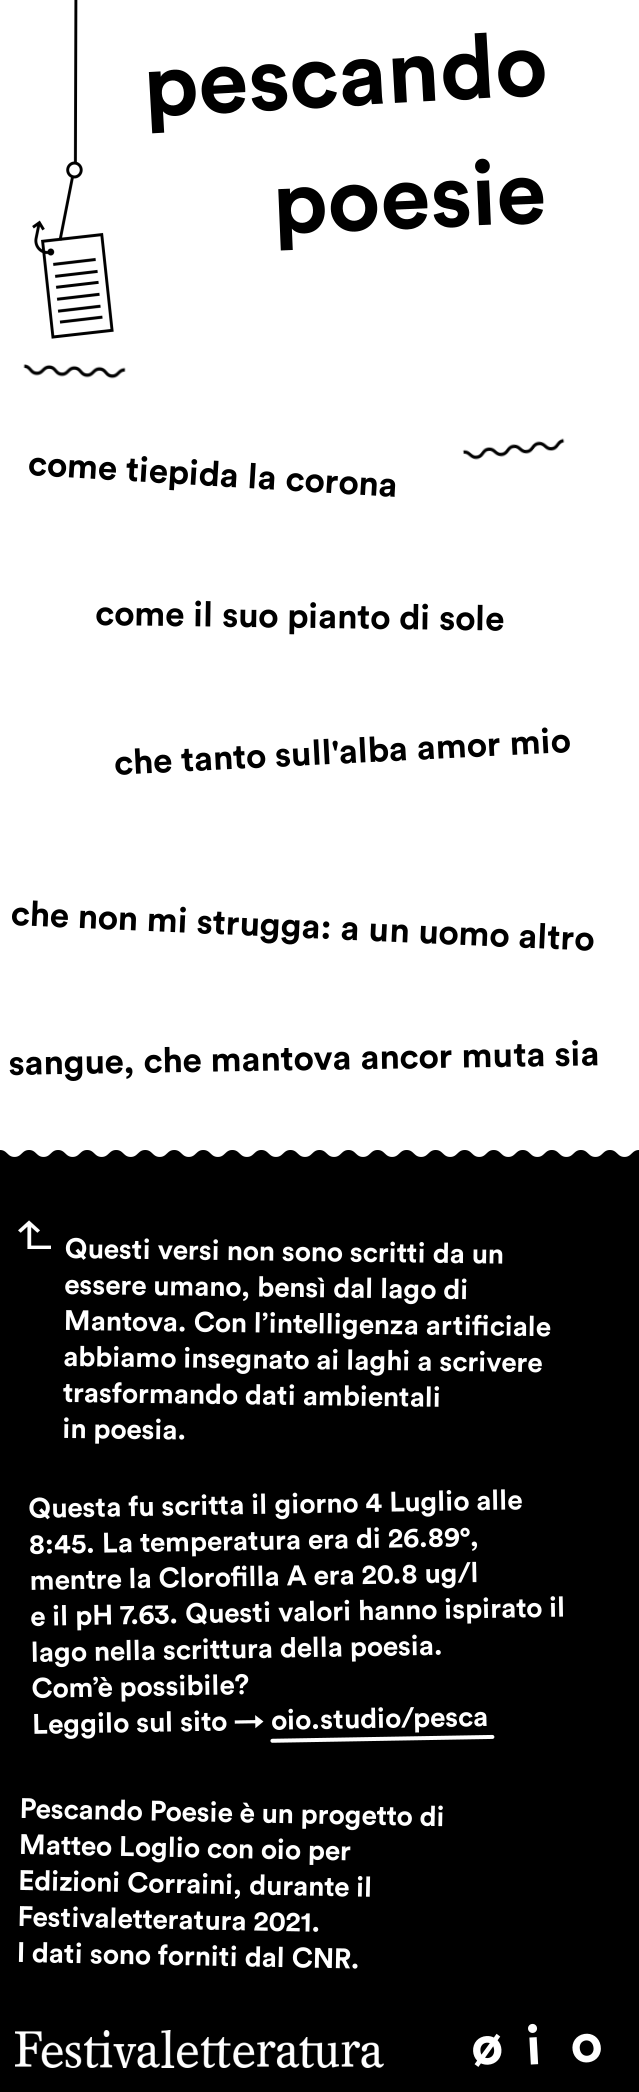 pescando
poesie
come tiepida la corona
come il suo pianto di sole
che tanto sull'alba amor mio
che non mi strugga: a un uomo altro
sangue, che mantova ancor muta sia
Questi versi non sono scritti da un
essere umano, bensì dal lago di
Mantova. Con l’intelligenza artificiale
abbiamo insegnato ai laghi a scrivere
trasformando dati ambientali
in poesia.
Questa fu scritta il giorno 4 Luglio alle
8:45. La temperatura era di 26.89°,
mentre la Clorofilla A era 20.8 ug/l
e il pH 7.63. Questi valori hanno ispirato il
lago nella scrittura della poesia.
Com’è possibile?
Leggilo sul sito → oio.studio/pesca
Pescando Poesie è un progetto di
Matteo Loglio con oio per
Edizioni Corraini, durante il
Festivaletteratura 2021.
I dati sono forniti dal CNR.
Festivaletteratura ø i o